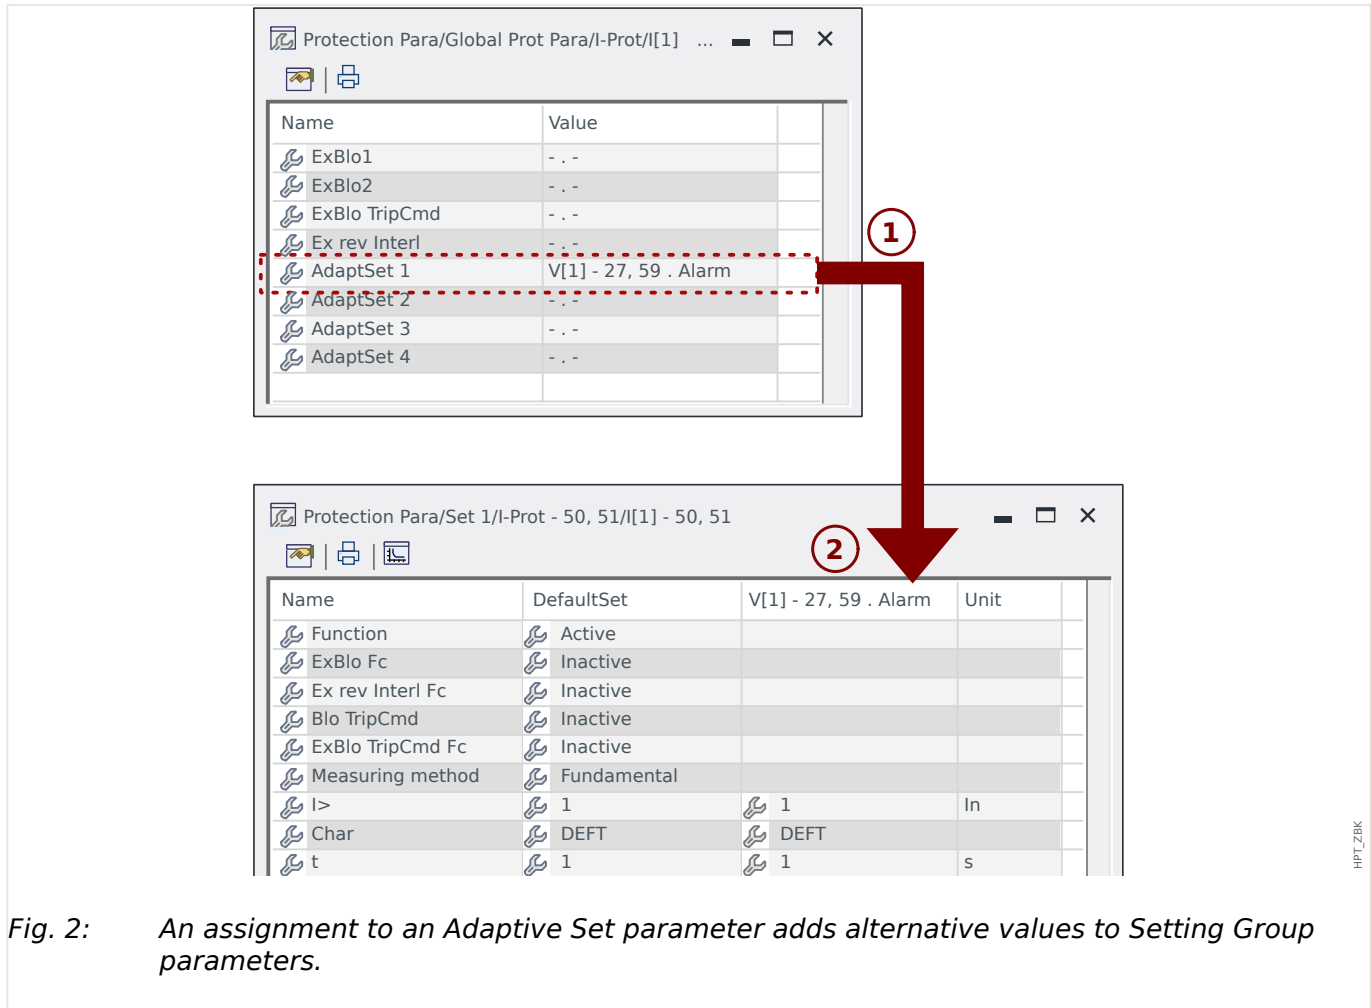 Protection Para/Global Prot Para/I-Prot/I[1] ...
Name Value
ExBlo1 - . -
ExBlo2 - . -
ExBlo TripCmd - . -
Ex rev Interl - . -
AdaptSet 1 V[1] - 27, 59 . Alarm
AdaptSet 2 - . -
AdaptSet 3 - . -
AdaptSet 4 - . -
1
Protection Para/Set 1/I-Prot - 50, 51/I[1] - 50, 51
2
Name DefaultSet V[1] - 27, 59 . Alarm Unit
Function Active
ExBlo Fc Inactive
Ex rev Interl Fc Inactive
Blo TripCmd Inactive
ExBlo TripCmd Fc Inactive
Measuring method Fundamental
I> 1 1 In
Char DEFT DEFT
t 1 1 s
HPT_ZBK
Fig. 2: An assignment to an Adaptive Set parameter adds alternative values to Setting Group
parameters.